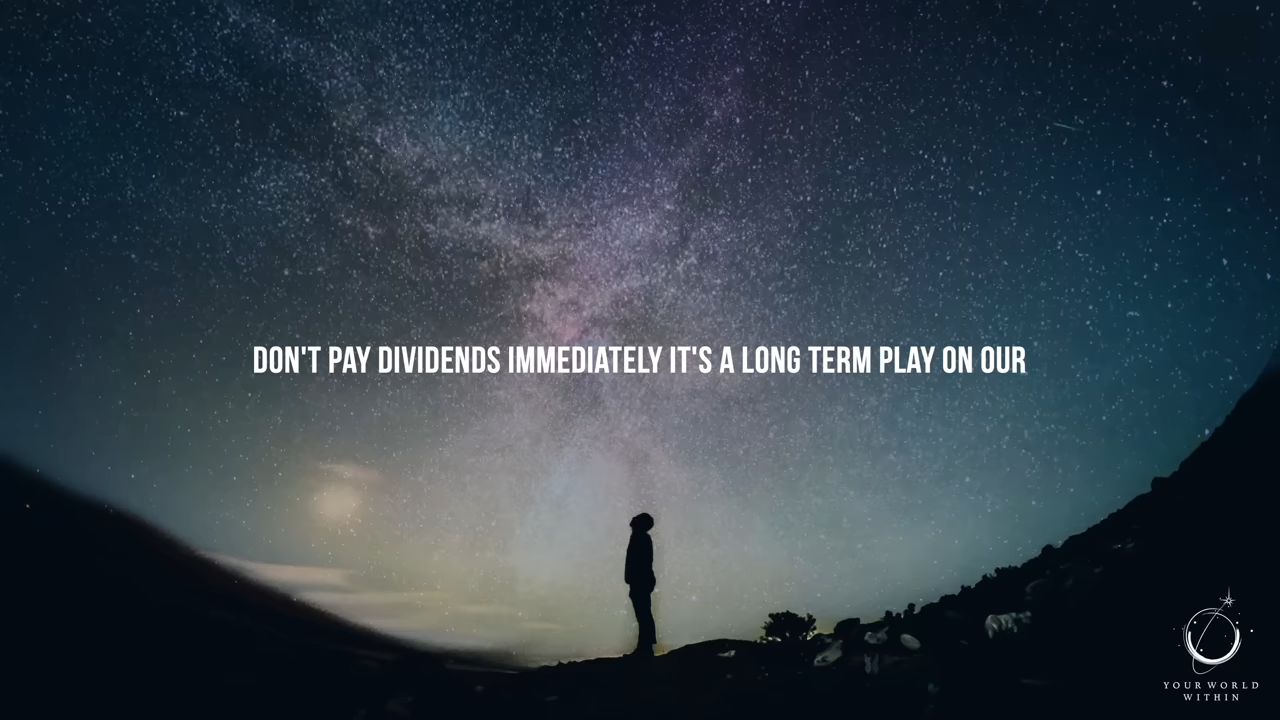 DON'T PAY DIVIDENDS IMMEDIATELY IT'S A LONG TERM PLAY ON OUR
YOUR WORLD
WITHIN